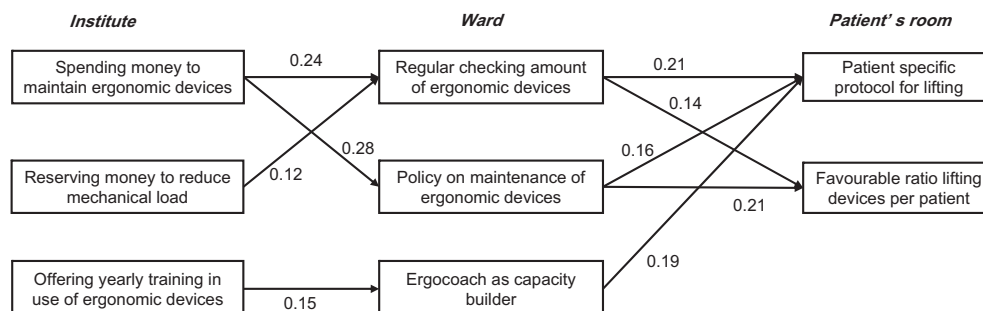 Institute
Ward
Patient' s room
Spending money to
maintain ergonomic devices
0.24
Regular checking amount
of ergonomic devices
0.21
Patient specific
protocol for lifting
0.14
0.28
0.16
Reserving money to reduce
mechanical load
0.12
Policy on maintenance of
ergonomic devices
0.21
Favourable ratio lifting
devices per patient
0.19
Offering yearly training in
use of ergonomic devices
0.15
Ergocoach as capacity
builder